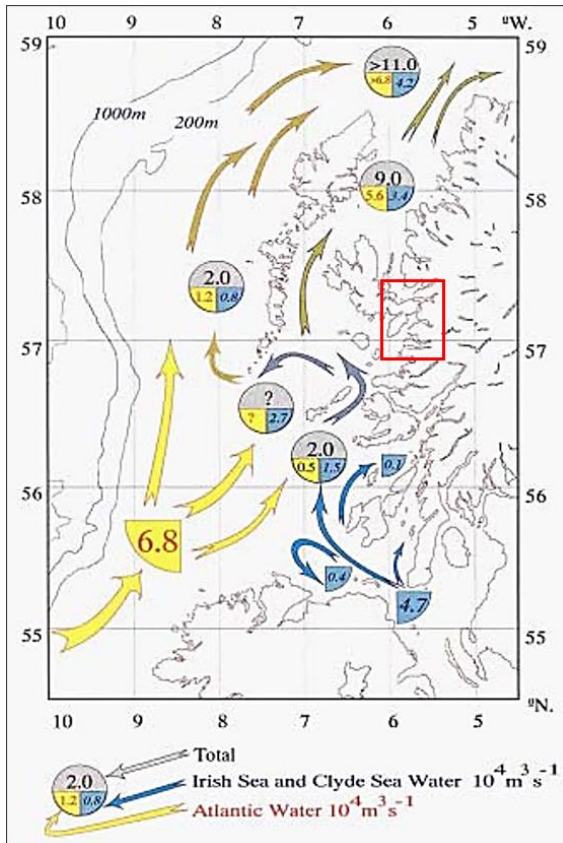 10 9 8 7 6 5 ºW.
59 59
>11.0
>6.8 4.2
1000m
200m
9.0
58 58
5.6 3.4
2.0
1.2 0.8
57 57
?
? 2.7
2.0
0.5 1.5
0.1
56 56
6.8
0.4
4.7
55 55
ºN.
10 9 8 7 6 5
Total
2.0
Irish Sea and Clyde Sea Water 10⁴m³s⁻¹
1.2 0.8
Atlantic Water 10⁴m³s⁻¹